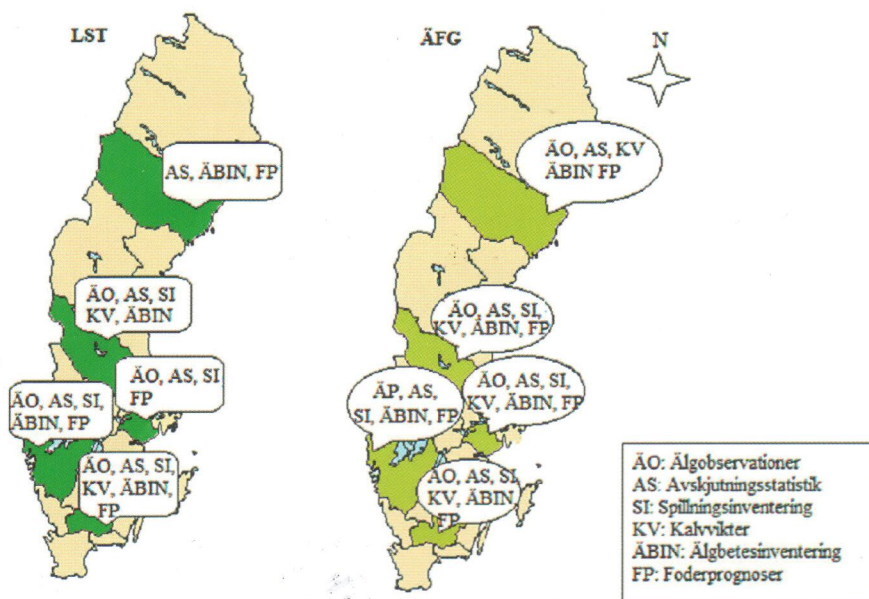 LST
AS, ÄBIN, FP
ÄO, AS, SI
KV, ÄBIN
ÄO, AS, SI
FP
ÄO, AS, SI,
ÄBIN, FP
ÄO, AS, SI,
KV, ÄBIN,
FP
ÄFG
N
ÄO, AS, KV
ÄBIN FP
ÄO, AS, SI,
KV, ÄBIN, FP
ÄO, AS, SI,
KV, ÄBIN, FP
ÄP, AS,
SI, ÄBIN, FP
ÄO, AS, SI,
KV, ÄBIN,
FP
ÄO: Älgobservationer
AS: Avskjutningsstatistik
SI: Spillningsinventering
KV: Kalvvikter
ÄBIN: Älgbetesinventering
FP: Foderprognoser